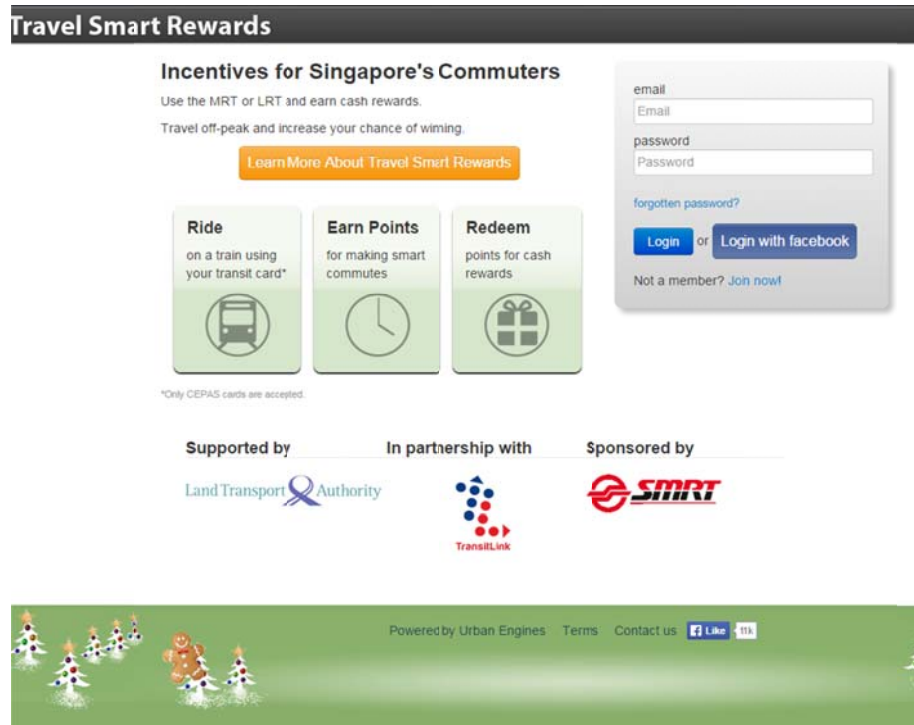 Travel Smart Rewards
Incentives for Singapore's Commuters
Use the MRT or LRT and earn cash rewards.
Travel off-peak and increase your chance of wiming.
Learn More About Travel Smart Rewards
Ride
on a train using
your transit card*
Earn Points
for making smart
commutes
Redeem
points for cash
rewards
*Only CEPAS cards are accepted.
email
Email
password
Password
forgotten password?
Login or Login with facebook
Not a member? Join now!
Supported by
Land Transport Authority
In partnership with
TransitLink
Sponsored by
SMRT
Powered by Urban Engines Terms Contact us Like 11k